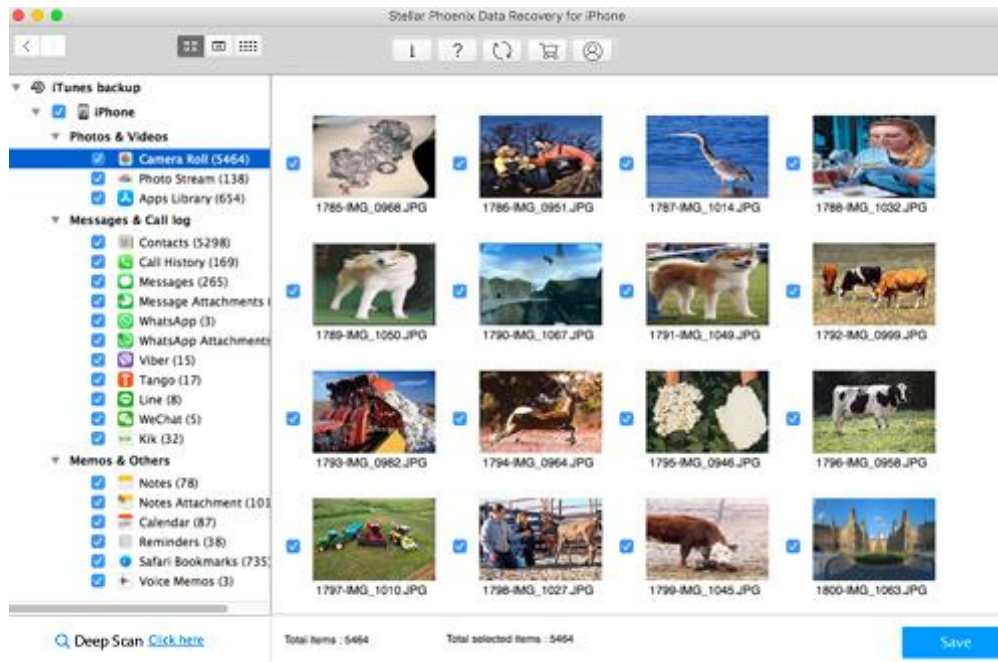 Stellar Phoenix Data Recovery for iPhone
iTunes backup
iPhone
Photos & Videos
Camera Roll (5464)
Photo Stream (138)
Apps Library (654)
Messages & Call log
Contacts (5298)
Call History (169)
Messages (265)
Message Attachments (
WhatsApp (3)
WhatsApp Attachments
Viber (15)
Tango (17)
Line (8)
WeChat (5)
Kik (32)
Memos & Others
Notes (78)
Notes Attachment (101
Calendar (87)
Reminders (38)
Safari Bookmarks (735)
Voice Memos (3)
Deep Scan Click here
1785-IMG_0968.JPG 1786-IMG_0951.JPG 1787-IMG_1014.JPG 1788-IMG_1032.JPG
1789-IMG_1050.JPG 1790-IMG_1067.JPG 1791-IMG_1049.JPG 1792-IMG_0999.JPG
1793-IMG_0982.JPG 1794-IMG_0964.JPG 1795-IMG_0946.JPG 1796-IMG_0958.JPG
1797-IMG_1010.JPG 1798-IMG_1027.JPG 1799-IMG_1045.JPG 1800-IMG_1063.JPG
Total items : 5464 Total selected items : 5464
Save